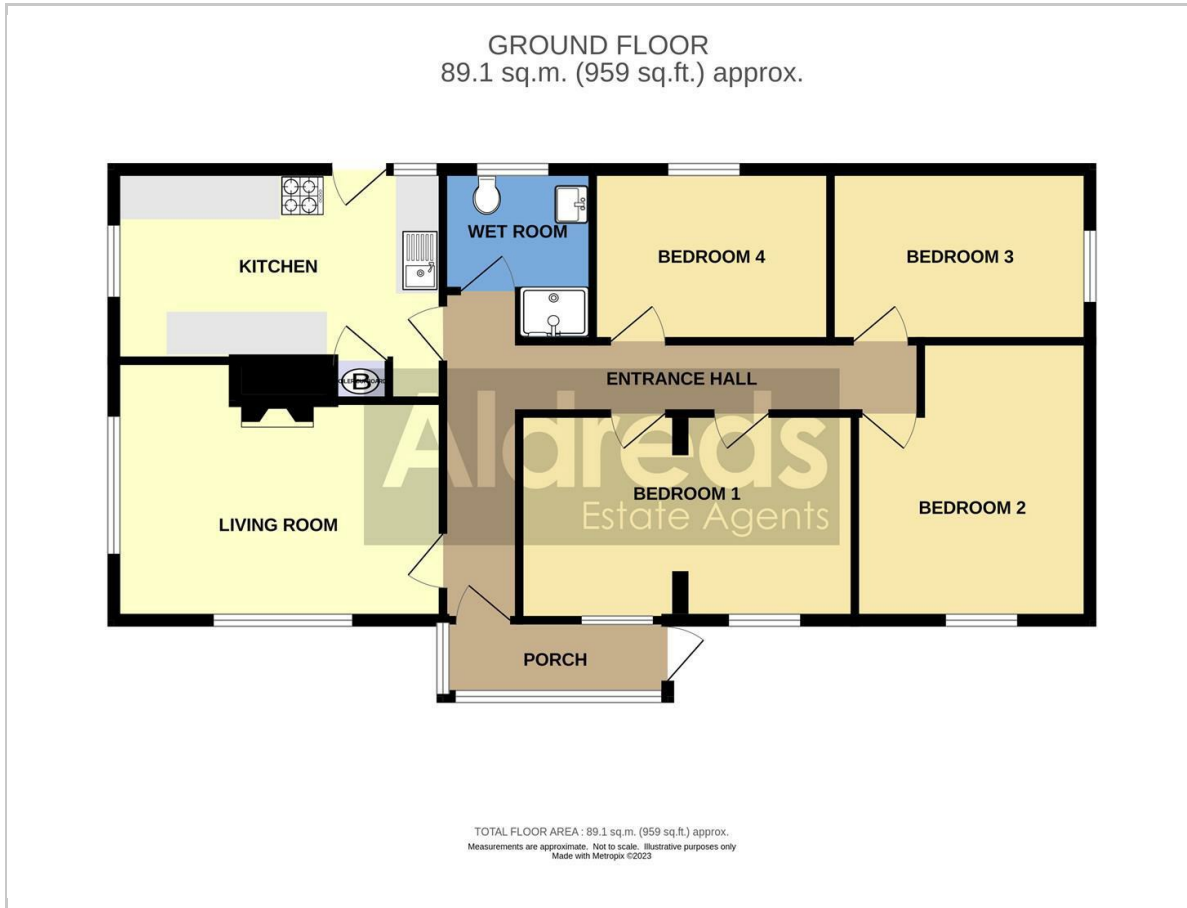 GROUND FLOOR
89.1 sq.m. (959 sq.ft.) approx.
WET ROOM
KITCHEN
BEDROOM 4
BEDROOM 3
B
ENTRANCE HALL
Aldreds
Estate Agents
LIVING ROOM
BEDROOM 1
BEDROOM 2
PORCH
TOTAL FLOOR AREA : 89.1 sq.m. (959 sq.ft.) approx.
Measurements are approximate. Not to scale. Illustrative purposes only
Made with Metropix ©2023